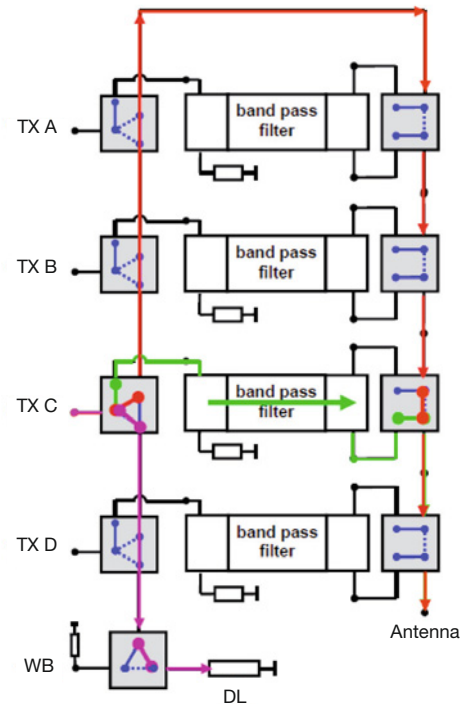 TX A
band pass
filter
TX B
band pass
filter
TX C
band pass
filter
TX D
band pass
filter
Antenna
WB
DL